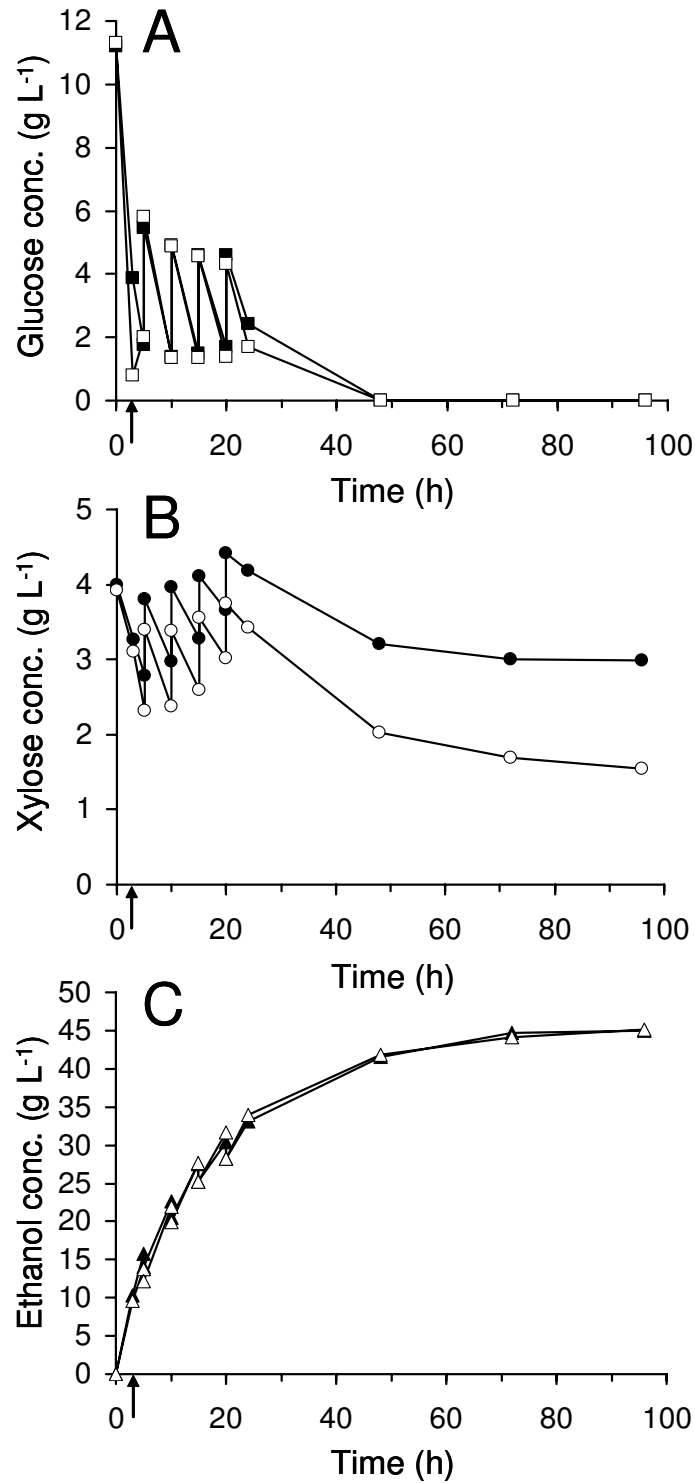 A
Glucose conc. (g L-1)
12
10
8
6
4
2
0
0 20 40 60 80 100
Time (h)
B
Xylose conc. (g L-1)
5
4
3
2
1
0
0 20 40 60 80 100
Time (h)
C
Ethanol conc. (g L-1)
50
45
40
35
30
25
20
15
10
5
0
0 20 40 60 80 100
Time (h)